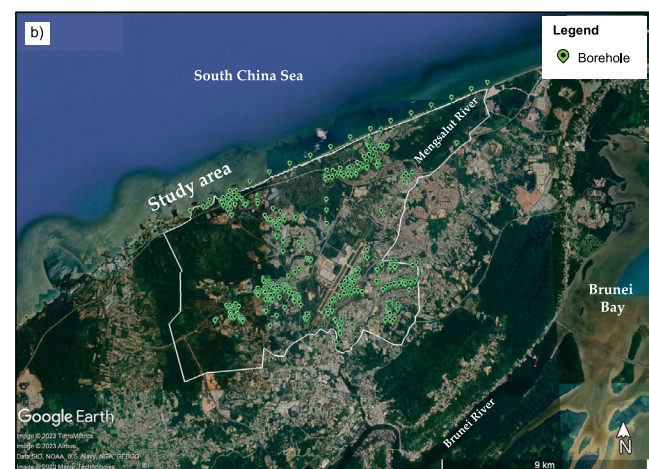 b)
Legend
Borehole
South China Sea
Mengsalut River
Study area
Brunei
Bay
Brunei River
Google Earth
Image © 2023 TerraMetrics
Image © 2023 Airbus
Data SIO, NOAA, U.S. Navy, NGA, GEBCO
Image © 2023 Maxar Technologies
9 km
N